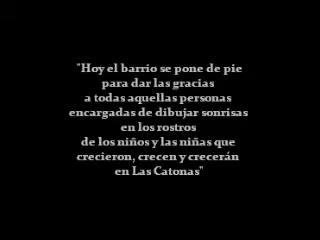 "Hoy el barrio se pone de pie
para dar las gracias
a todas aquellas personas
encargadas de dibujar sonrisas
en los rostros
de los niños y las niñas que
crecieron, crecen y crecerán
en Las Catonas"